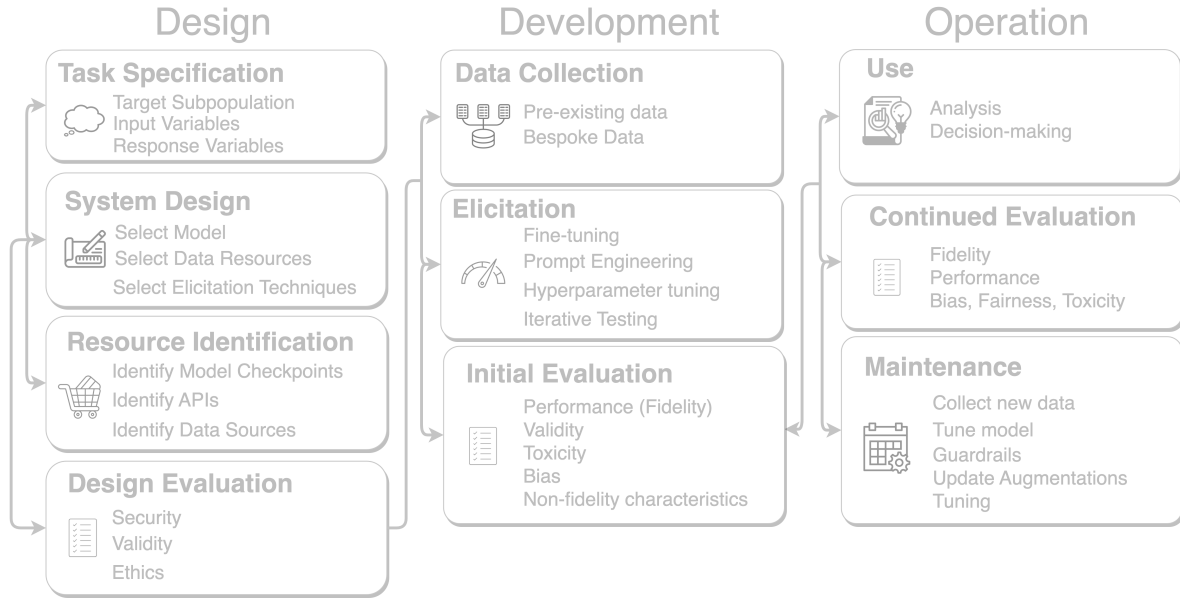 Design
Task Specification
Target Subpopulation
Input Variables
Response Variables
System Design
Select Model
Select Data Resources
Select Elicitation Techniques
Resource Identification
Identify Model Checkpoints
Identify APIs
Identify Data Sources
Design Evaluation
Security
Validity
Ethics
Development
Data Collection
Pre-existing data
Bespoke Data
Elicitation
Fine-tuning
Prompt Engineering
Hyperparameter tuning
Iterative Testing
Initial Evaluation
Performance (Fidelity)
Validity
Toxicity
Bias
Non-fidelity characteristics
Operation
Use
Analysis
Decision-making
Continued Evaluation
Fidelity
Performance
Bias, Fairness, Toxicity
Maintenance
Collect new data
Tune model
Guardrails
Update Augmentations
Tuning